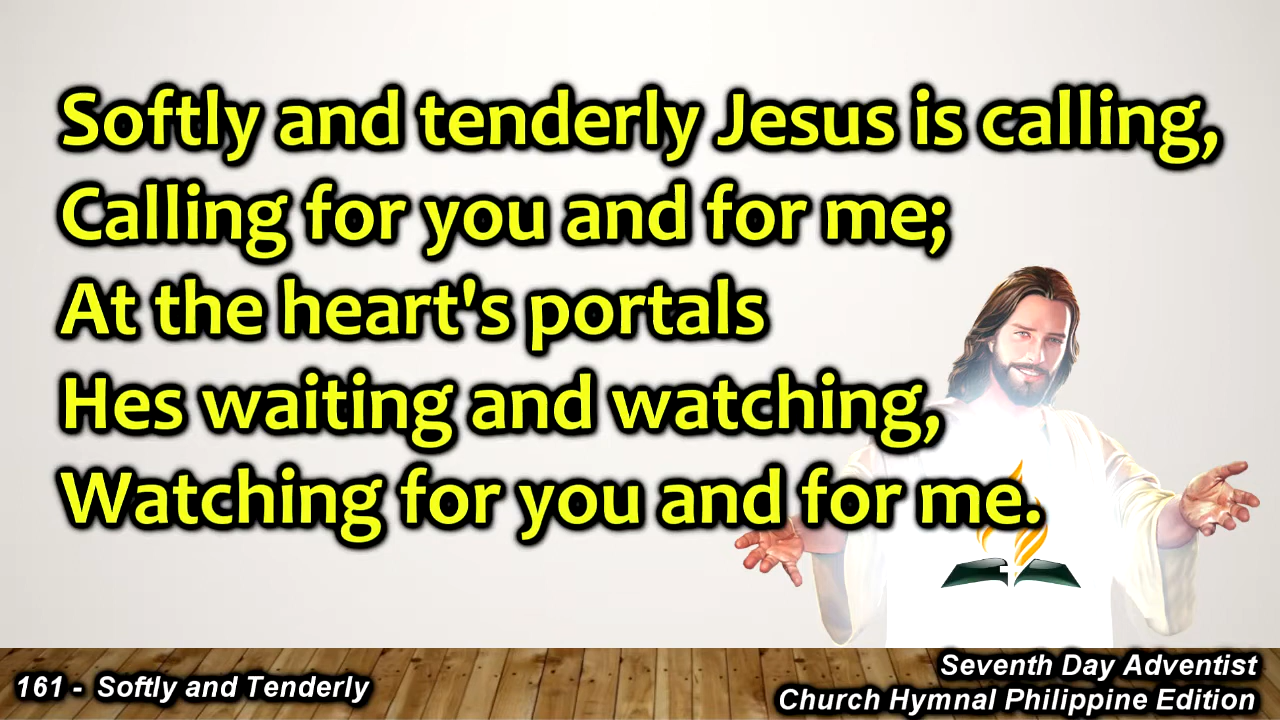 Softly and tenderly Jesus is calling,
Calling for you and for me;
At the heart's portals
Hes waiting and watching,
Watching for you and for me.
161 - Softly and Tenderly
Seventh Day Adventist
Church Hymnal Philippine Edition